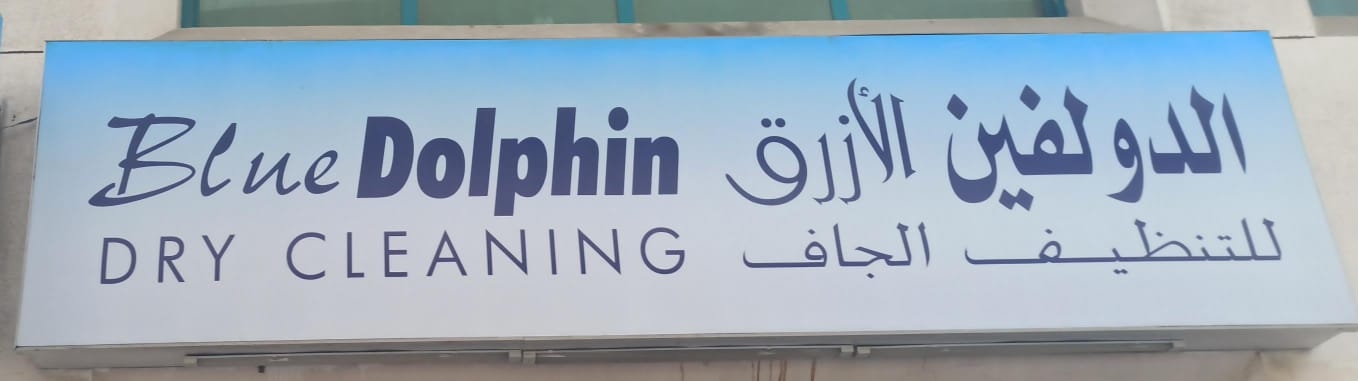 Blue Dolphin
DRY CLEANING
الدولفين الأزرق
للتنظيف الجاف